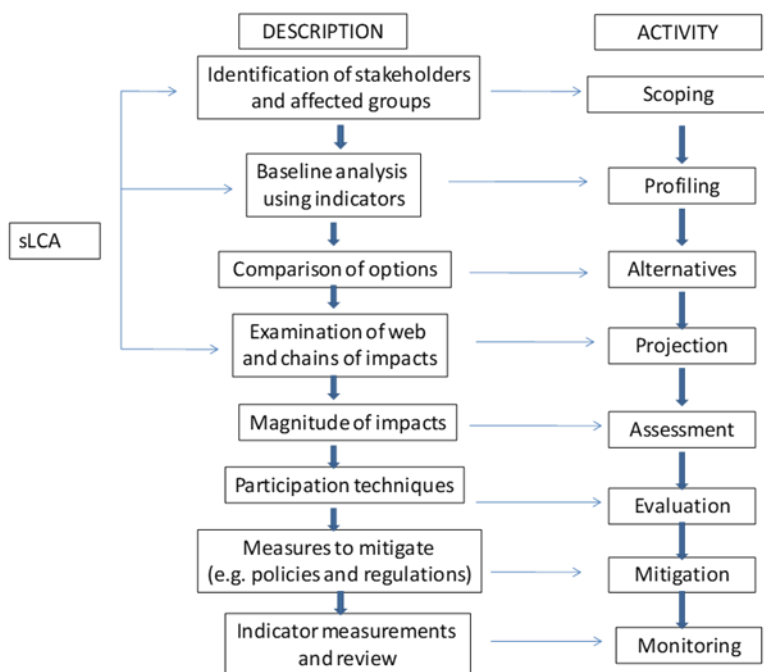 DESCRIPTION
ACTIVITY
Identification of stakeholders
and affected groups
Scoping
Baseline analysis
using indicators
Profiling
sLCA
Comparison of options
Alternatives
Examination of web
and chains of impacts
Projection
Magnitude of impacts
Assessment
Participation techniques
Evaluation
Measures to mitigate
(e.g. policies and regulations)
Mitigation
Indicator measurements
and review
Monitoring